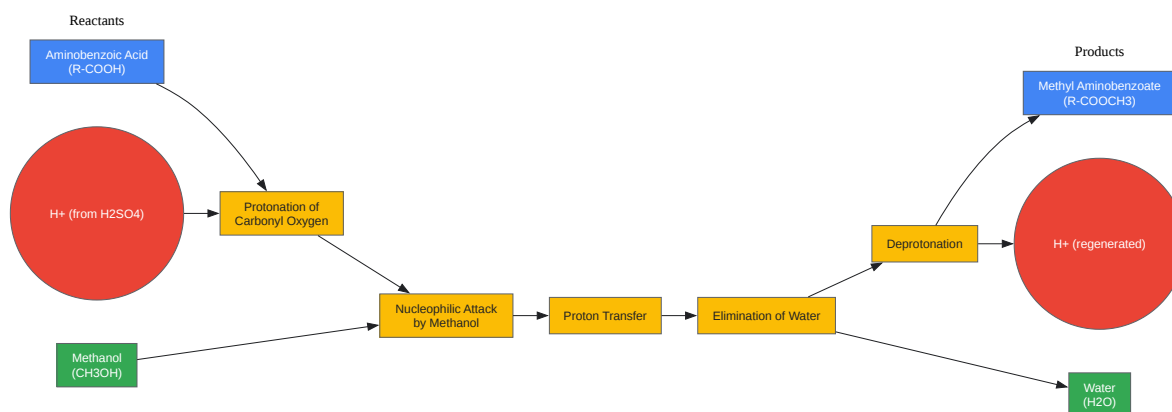 Reactants
Aminobenzoic Acid
(R-COOH)
H+ (from H2SO4)
Methanol
(CH3OH)
Protonation of
Carbonyl Oxygen
Nucleophilic Attack
by Methanol
Proton Transfer
Elimination of Water
Deprotonation
Products
Methyl Aminobenzoate
(R-COOCH3)
H+ (regenerated)
Water
(H2O)